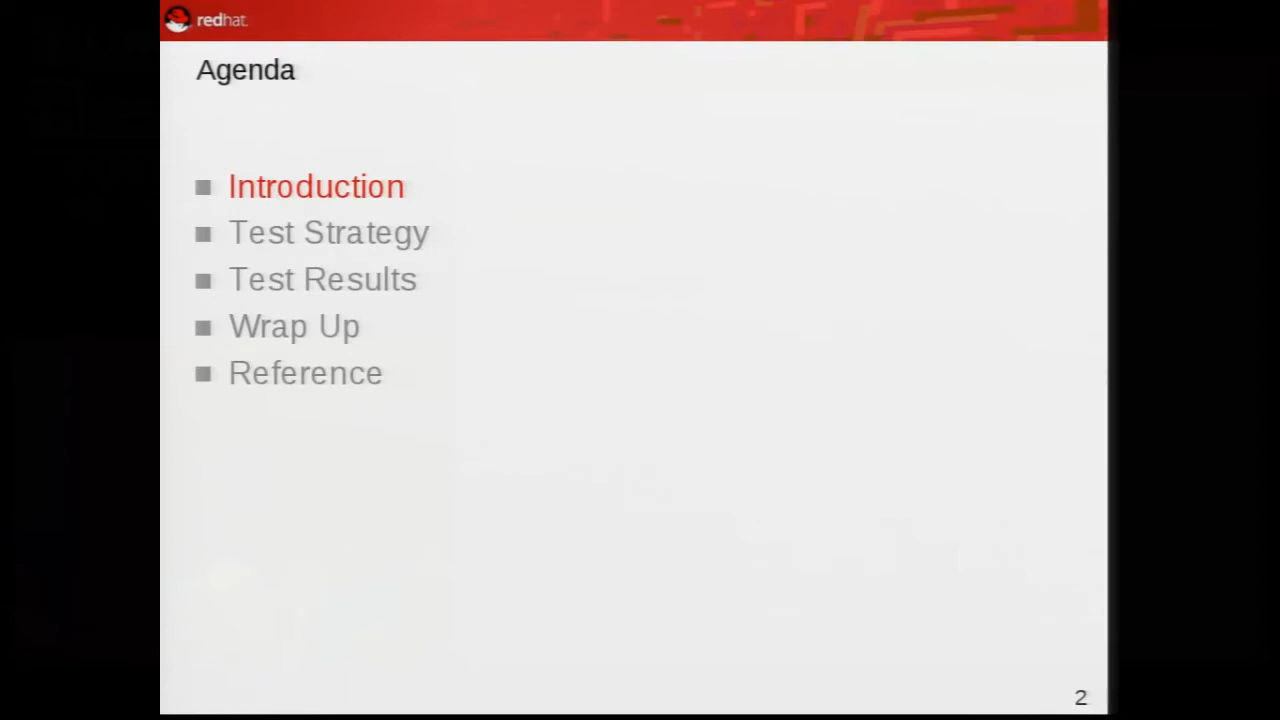 redhat.
Agenda
Introduction
Test Strategy
Test Results
Wrap Up
Reference
2